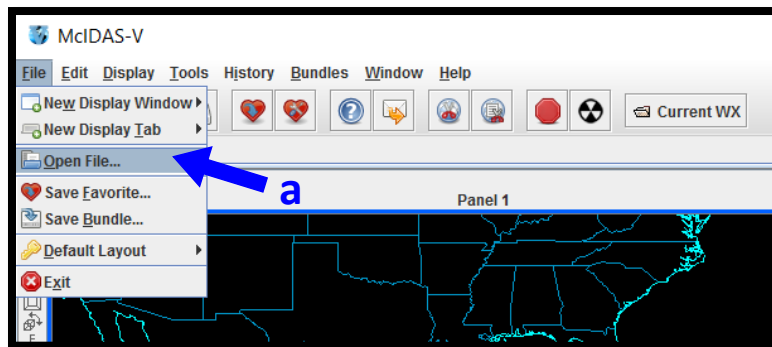 McIDAS-V
File Edit Display Tools History Bundles Window Help
New Display Window
New Display Tab
Current WX
Open File...
a
Save Favorite...
Panel 1
Save Bundle...
Default Layout
Exit
F